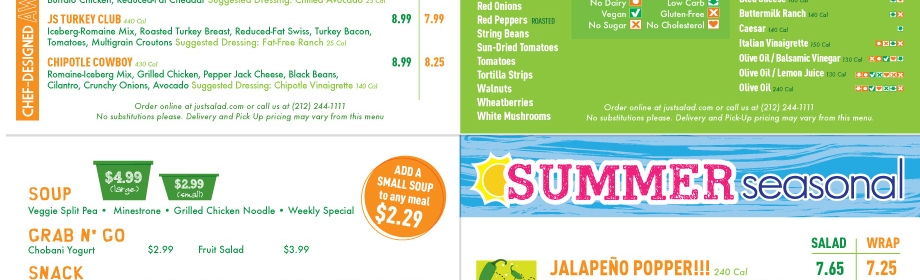 CHEF-DESIGNED
JS TURKEY CLUB 440 Cal 8.99 7.99
Iceberg-Romaine Mix, Roasted Turkey Breast, Reduced-Fat Swiss, Turkey Bacon,
Tomatoes, Multigrain Croutons Suggested Dressing: Fat-Free Ranch 25 Cal
CHIPOTLE COWBOY 430 Cal 8.99 8.25
Romaine-Iceberg Mix, Grilled Chicken, Pepper Jack Cheese, Black Beans,
Cilantro, Crunchy Onions, Avocado Suggested Dressing: Chipotle Vinaigrette 140 Cal
Order online at justsalad.com or call us at (212) 244-1111
No substitutions please. Delivery and Pick Up pricing may vary from this menu
Red Onions
Red Peppers ROASTED
String Beans
Sun-Dried Tomatoes
Tomatoes
Tortilla Strips
Walnuts
Wheatberries
White Mushrooms
No Dairy Low Carb
Vegan Gluten-Free
No Sugar No Cholesterol
Buttermilk Ranch 140 Cal
Caesar 140 Cal
Italian Vinaigrette 150 Cal
Olive Oil / Balsamic Vinegar 130 Cal
Olive Oil / Lemon Juice 130 Cal
Olive Oil 240 Cal
Order online at justsalad.com or call us at (212) 244-1111
No substitutions please. Delivery and Pick-Up pricing may vary from this menu.
SOUP
$4.99
(large)
$2.99
(small)
Veggie Split Pea • Minestrone • Grilled Chicken Noodle • Weekly Special
ADD A
SMALL SOUP
to any meal
$2.29
GRAB N' GO
Chobani Yogurt $2.99 Fruit Salad $3.99
SNACK
SUMMER seasonal
SALAD WRAP
JALAPEÑO POPPER!!! 240 Cal 7.65 7.25